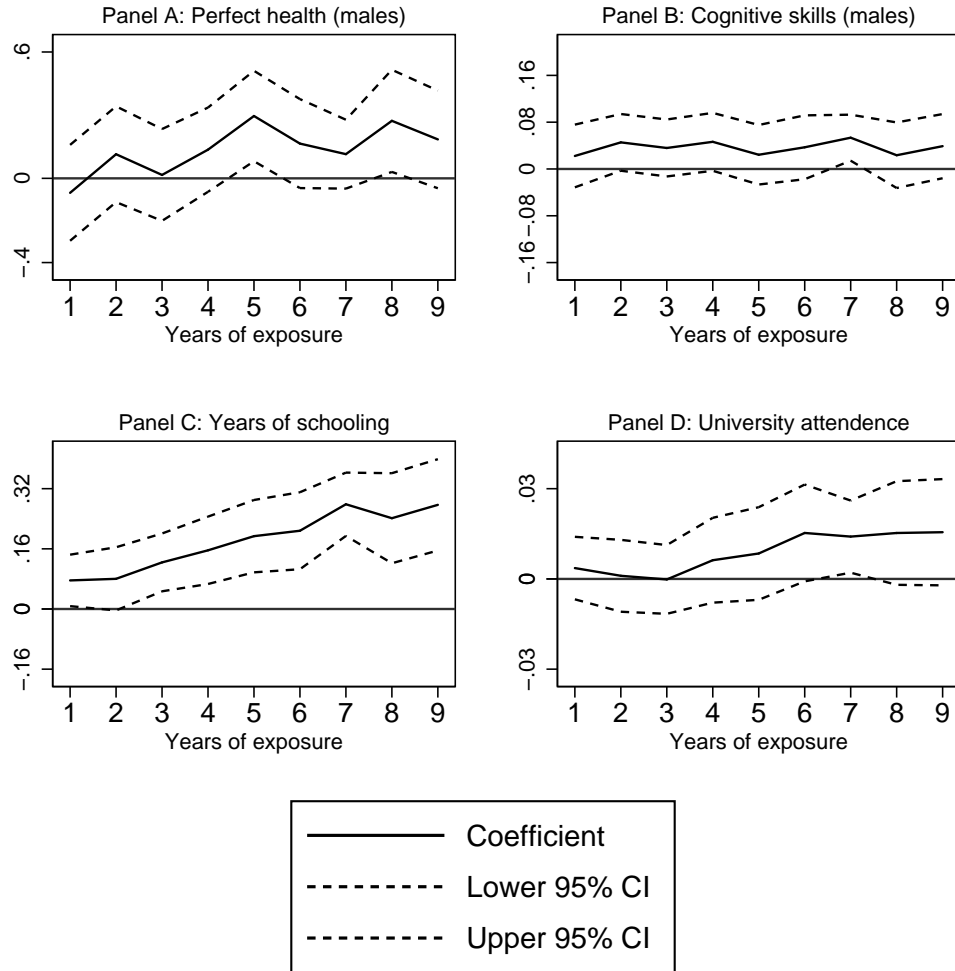 Panel A: Perfect health (males)
.6
0
-.4
1 2 3 4 5 6 7 8 9
Years of exposure
Panel B: Cognitive skills (males)
.16
.08
0
-.08
-.16
1 2 3 4 5 6 7 8 9
Years of exposure
Panel C: Years of schooling
.32
.16
0
-.16
1 2 3 4 5 6 7 8 9
Years of exposure
Panel D: University attendence
.03
0
-.03
1 2 3 4 5 6 7 8 9
Years of exposure
Coefficient
Lower 95% CI
Upper 95% CI